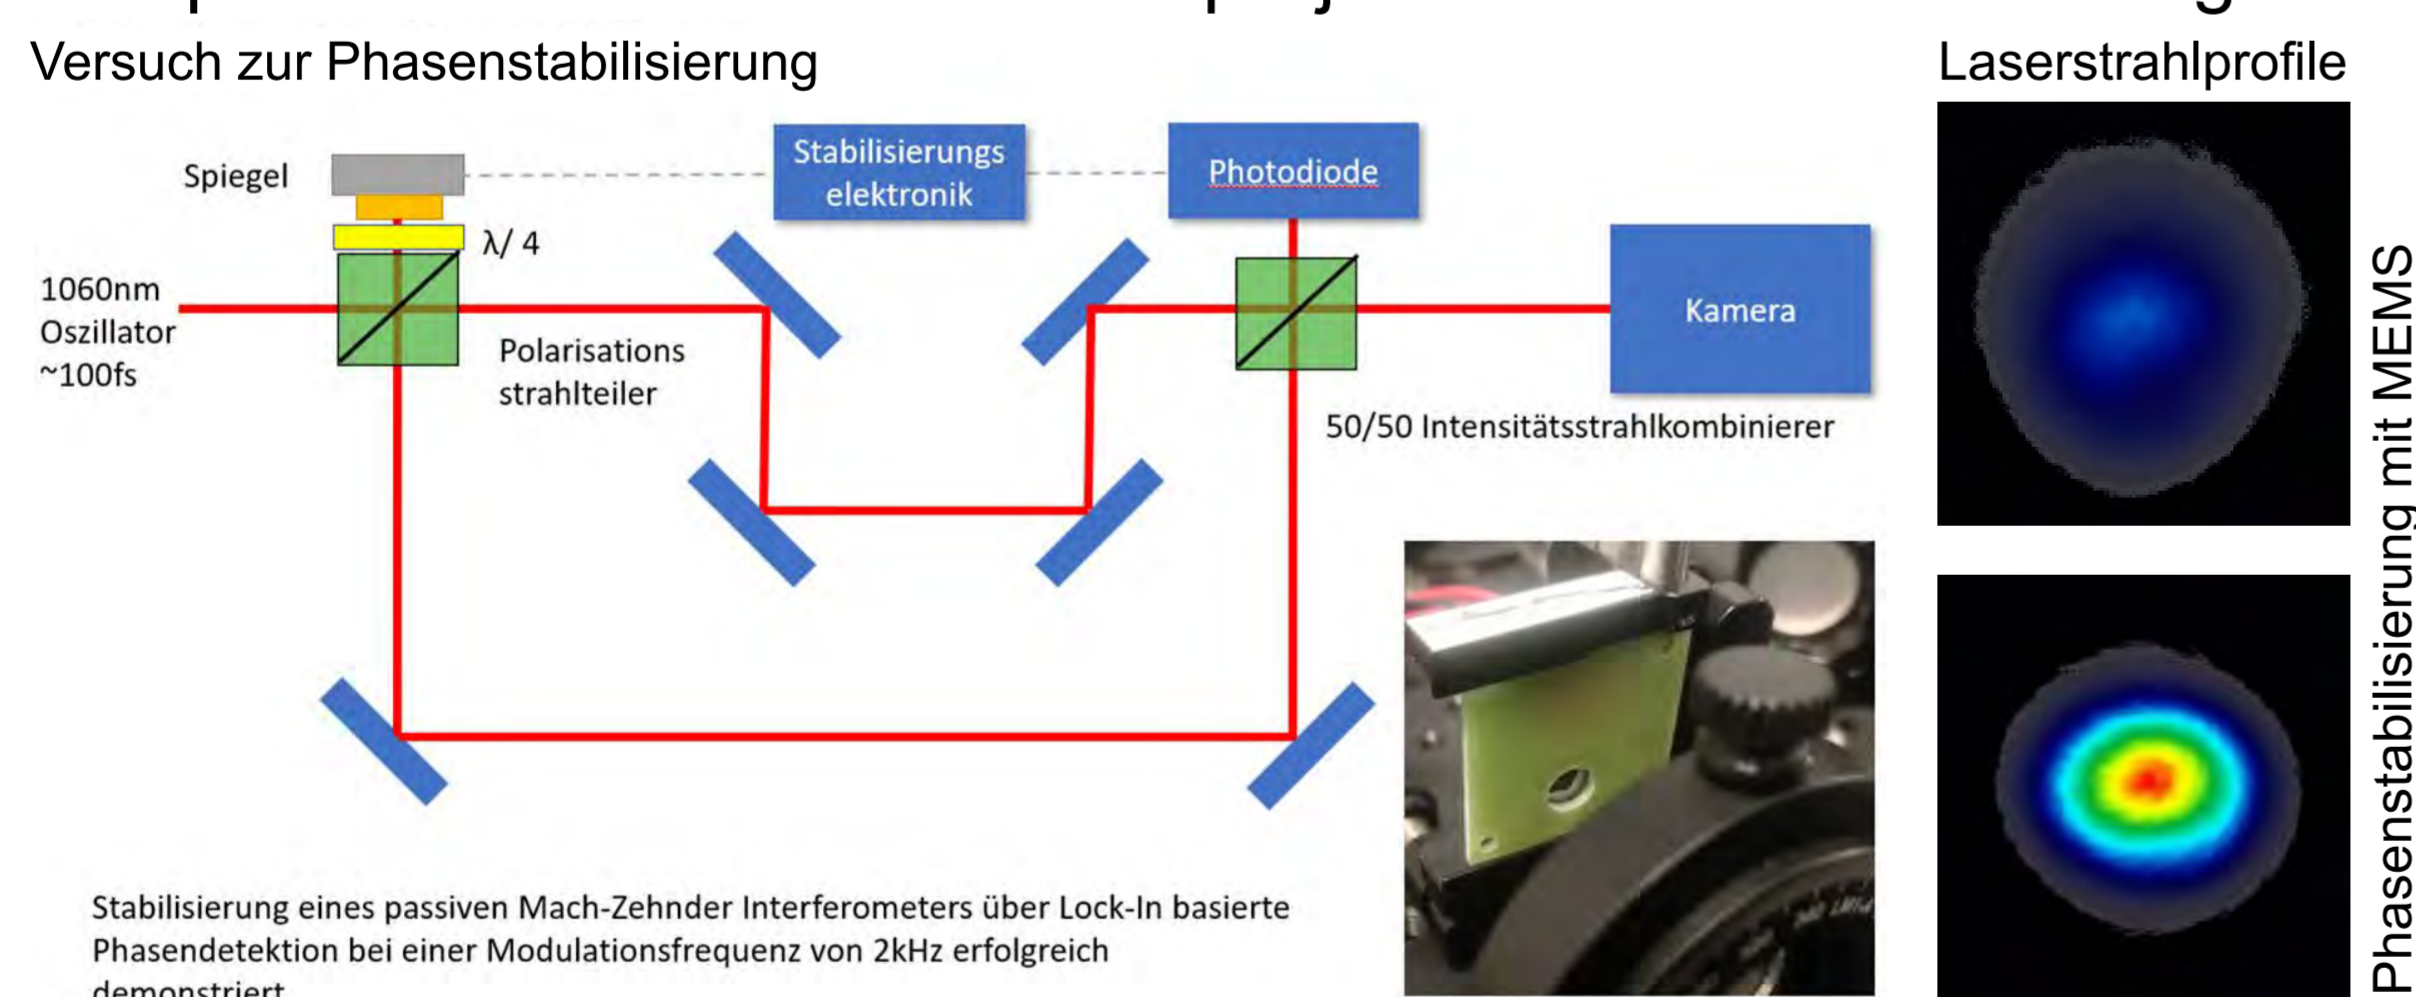 Versuch zur Phasenstabilisierung
Laserstrahlprofile
Spiegel
Stabilisierungs
elektronik
Photodiode
λ/ 4
1060nm
Oszillator
~100fs
Polarisations
strahlteiler
Kamera
50/50 Intensitätsstrahlkombinierer
Phasenstabilisierung mit MEMS
Stabilisierung eines passiven Mach-Zehnder Interferometers über Lock-In basierte
Phasendetektion bei einer Modulationsfrequenz von 2kHz erfolgreich
demonstriert